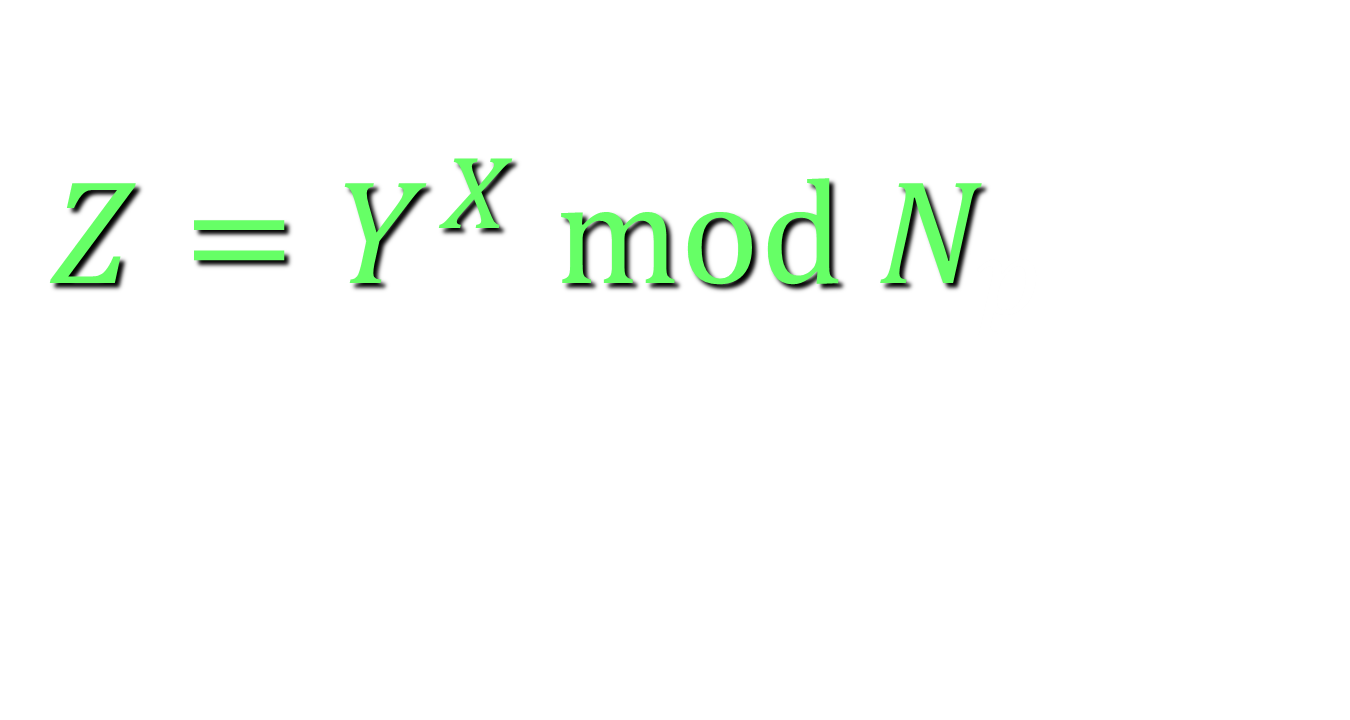 Z = Y^X mod N